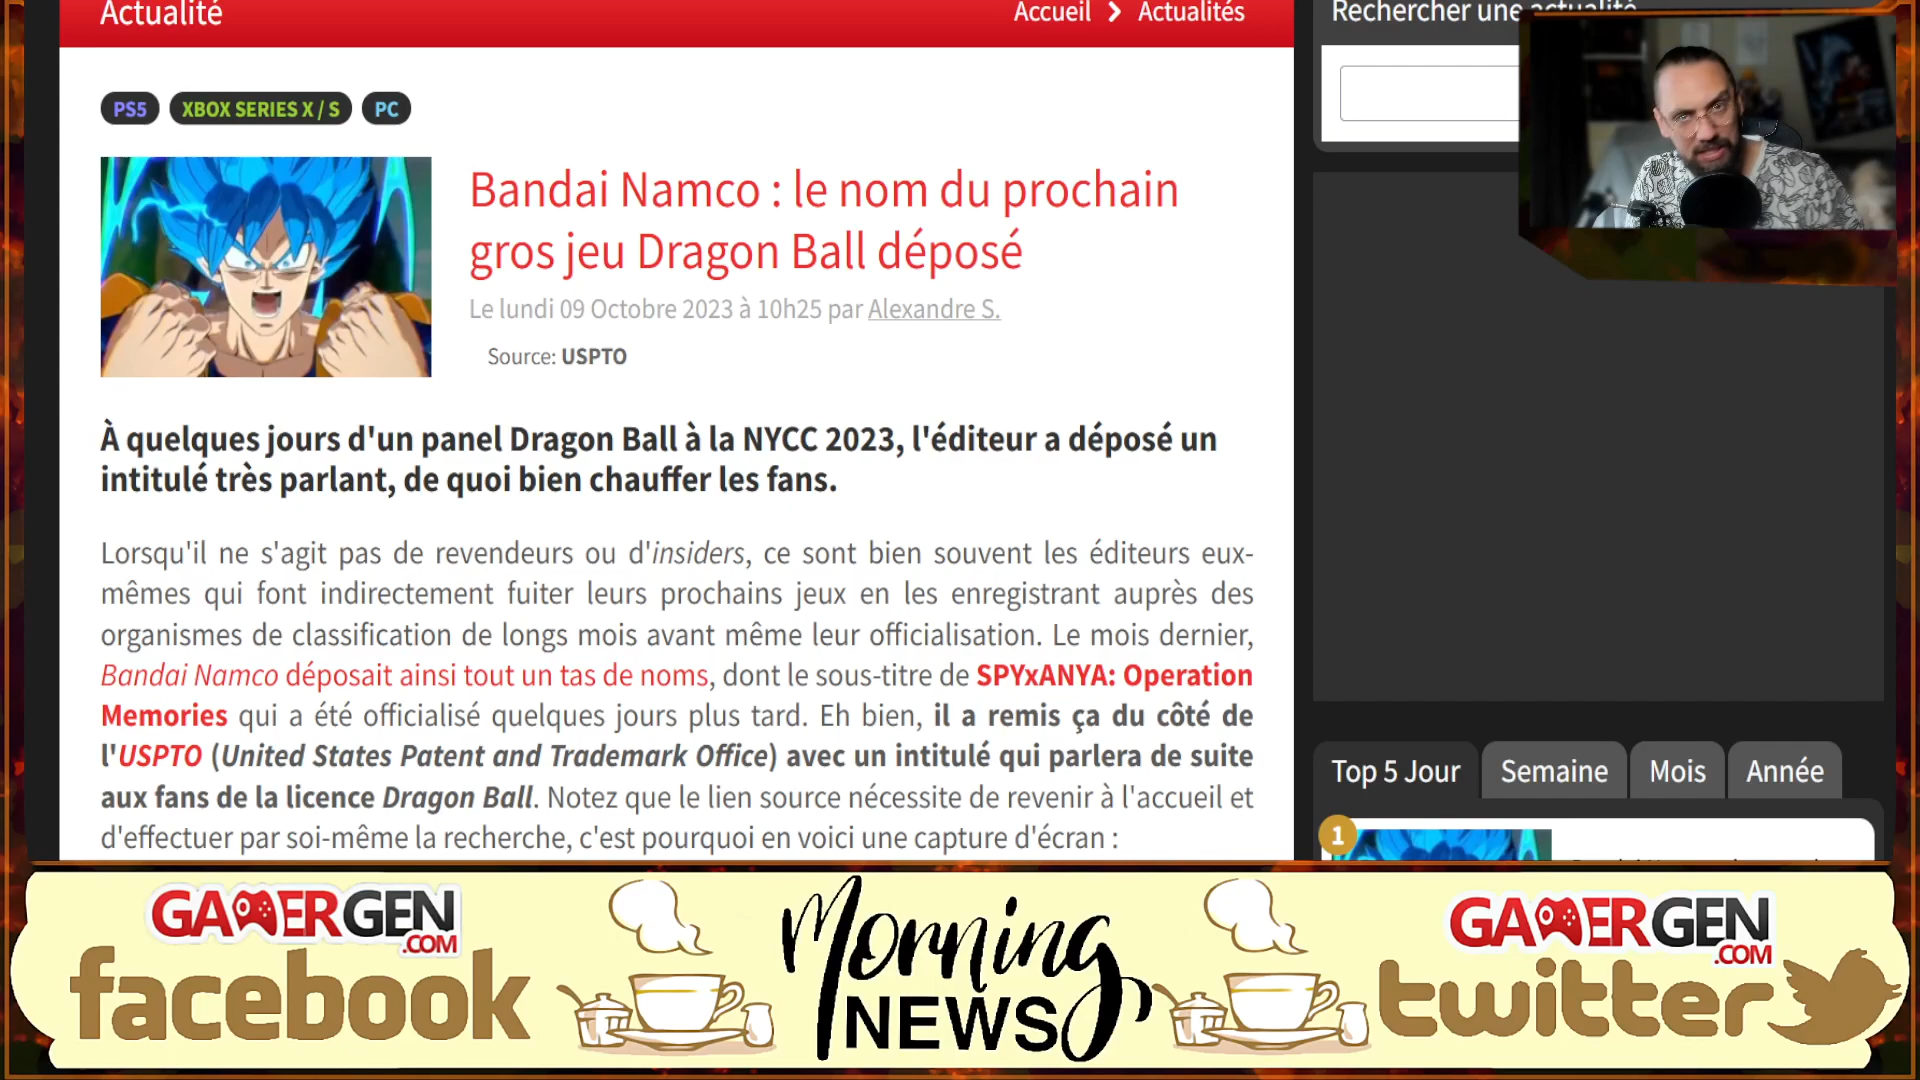 Actualité
Accueil > Actualités
Rechercher une actualité
PS5 XBOX SERIES X / S PC
Bandai Namco : le nom du prochain
gros jeu Dragon Ball déposé
Le lundi 09 Octobre 2023 à 10h25 par Alexandre S.
Source: USPTO
À quelques jours d'un panel Dragon Ball à la NYCC 2023, l'éditeur a déposé un
intitulé très parlant, de quoi bien chauffer les fans.
Lorsqu'il ne s'agit pas de revendeurs ou d'insiders, ce sont bien souvent les éditeurs eux-
mêmes qui font indirectement fuiter leurs prochains jeux en les enregistrant auprès des
organismes de classification de longs mois avant même leur officialisation. Le mois dernier,
Bandai Namco déposait ainsi tout un tas de noms, dont le sous-titre de SPYxANYA: Operation
Memories qui a été officialisé quelques jours plus tard. Eh bien, il a remis ça du côté de
l'USPTO (United States Patent and Trademark Office) avec un intitulé qui parlera de suite
aux fans de la licence Dragon Ball. Notez que le lien source nécessite de revenir à l'accueil et
d'effectuer par soi-même la recherche, c'est pourquoi en voici une capture d'écran :
Top 5 Jour Semaine Mois Année
1
GAMERGEN
.COM
facebook
Morning
NEWS
GAMERGEN
.COM
twitter